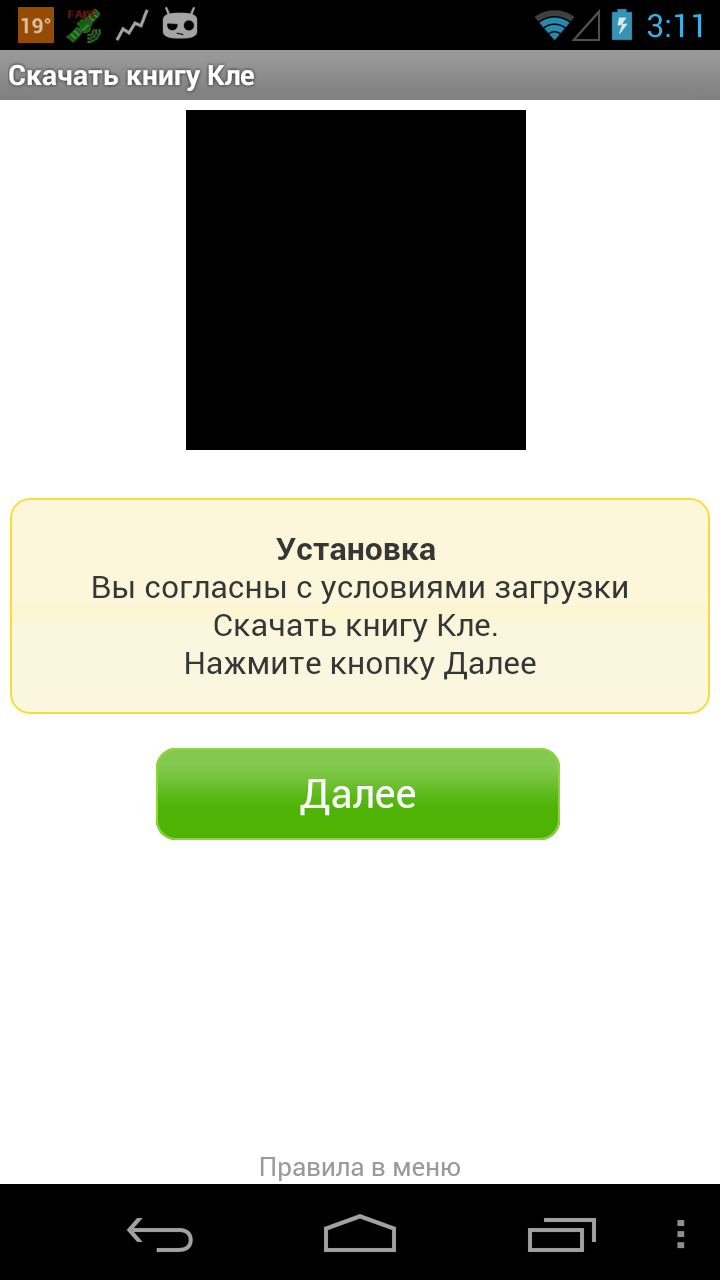 19°
FAKE
3:11
Скачать книгу Кле
Установка
Вы согласны с условиями загрузки
Скачать книгу Кле.
Нажмите кнопку Далее
Далее
Правила в меню